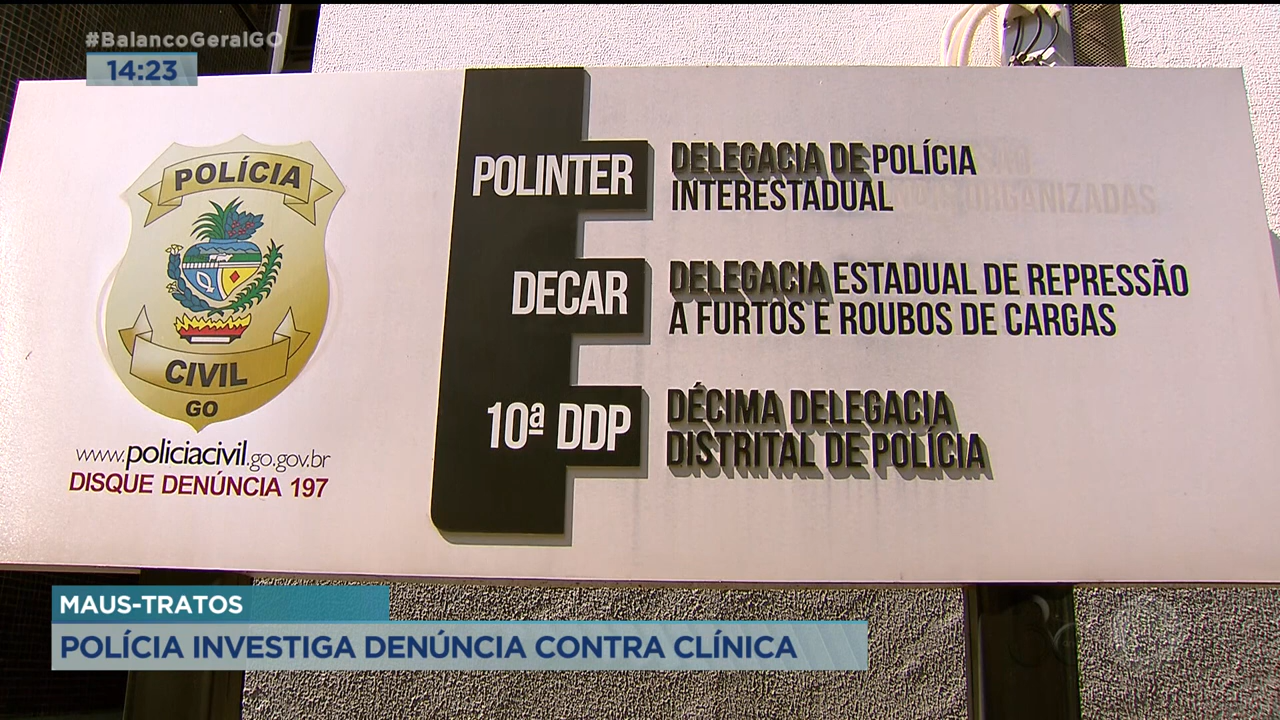 #BalancoGeralGO
14:23
POLÍCIA
CIVIL
GO
www.policiacivil.go.gov.br
DISQUE DENÚNCIA 197
POLINTER
DELEGACIA DE POLÍCIA
INTERESTADUAL
ORGANIZADAS
DECAR
DELEGACIA ESTADUAL DE REPRESSÃO
A FURTOS E ROUBOS DE CARGAS
10ª DDP
DÉCIMA DELEGACIA
DISTRITAL DE POLÍCIA
MAUS-TRATOS
POLÍCIA INVESTIGA DENÚNCIA CONTRA CLÍNICA